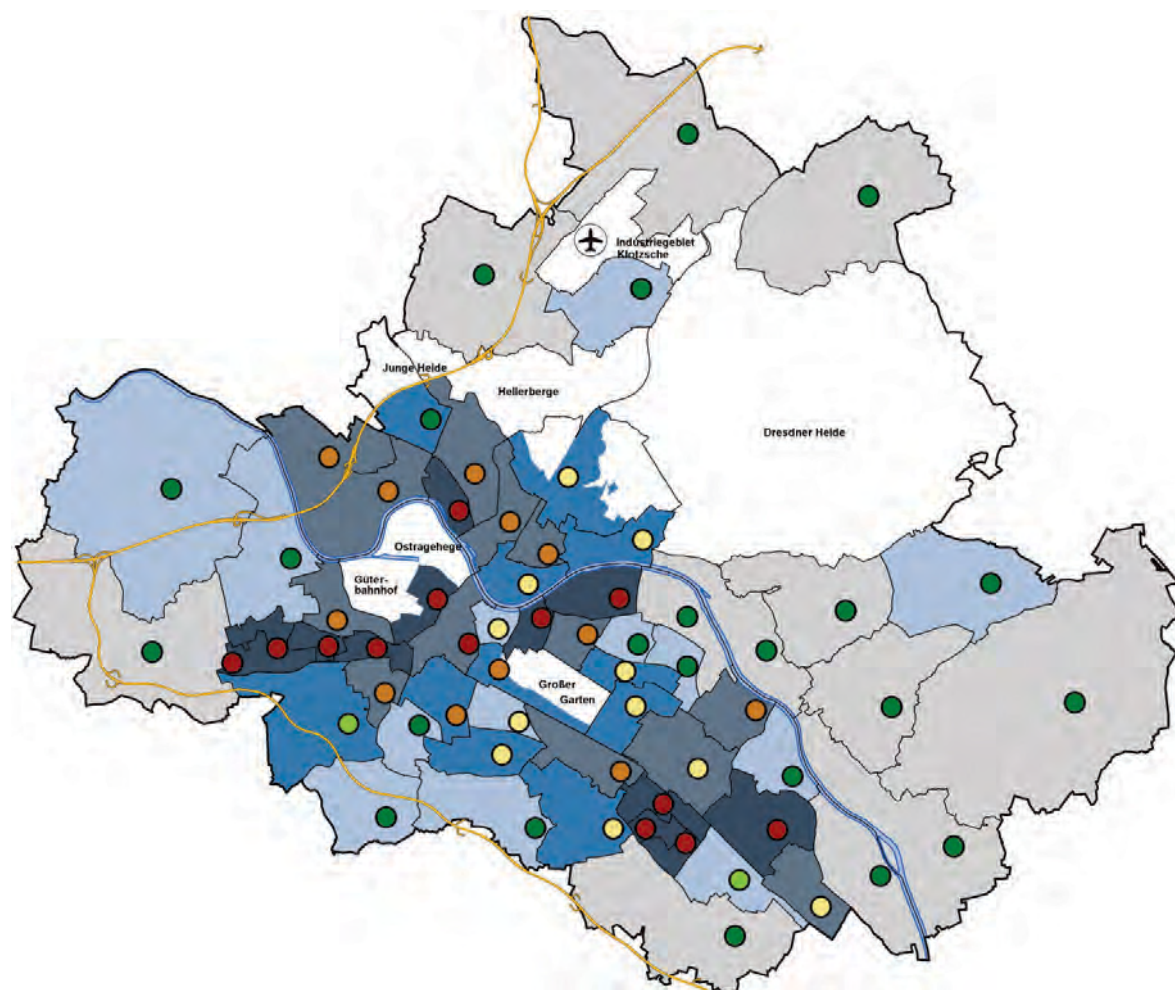 Industriegebiet
Klotzsche
Junge Heide
Hellerberge
Dresdner Heide
Ostragehege
Güter-
bahnhof
Großer
Garten